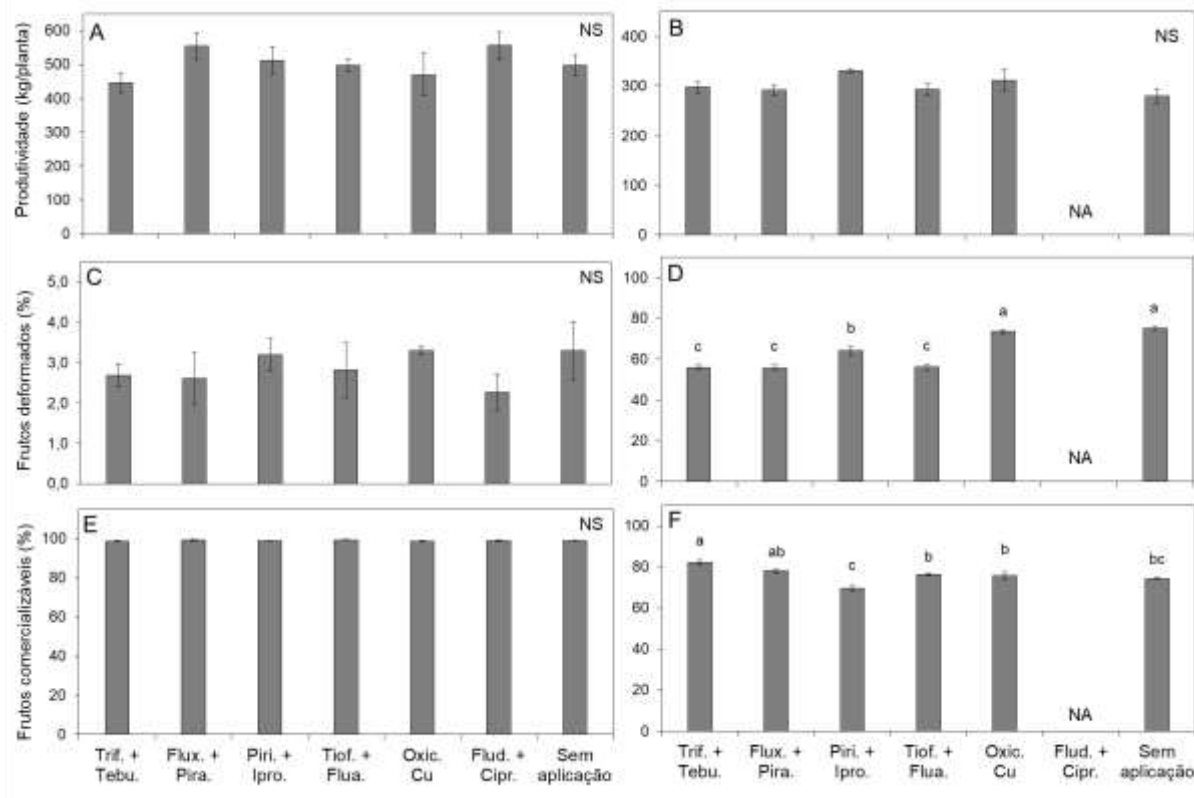 Produtividade (kg/planta)
A
NS
600
500
400
300
200
100
0
B
NS
400
300
200
100
0
NA
Frutos deformados (%)
C
NS
5,0
4,0
3,0
2,0
1,0
0,0
D
100
80
60
40
20
0
c
c
b
c
a
NA
a
Frutos comercializáveis (%)
E
NS
100
80
60
40
20
0
F
100
80
60
40
20
0
a
ab
c
b
b
NA
bc
Trif. +
Tebu.
Flux. +
Pira.
Piri. +
Ipro.
Tiof. +
Flua.
Oxic.
Cu
Flud. +
Cipr.
Sem
aplicação
Trif. +
Tebu.
Flux. +
Pira.
Piri. +
Ipro.
Tiof. +
Flua.
Oxic.
Cu
Flud. +
Cipr.
Sem
aplicação